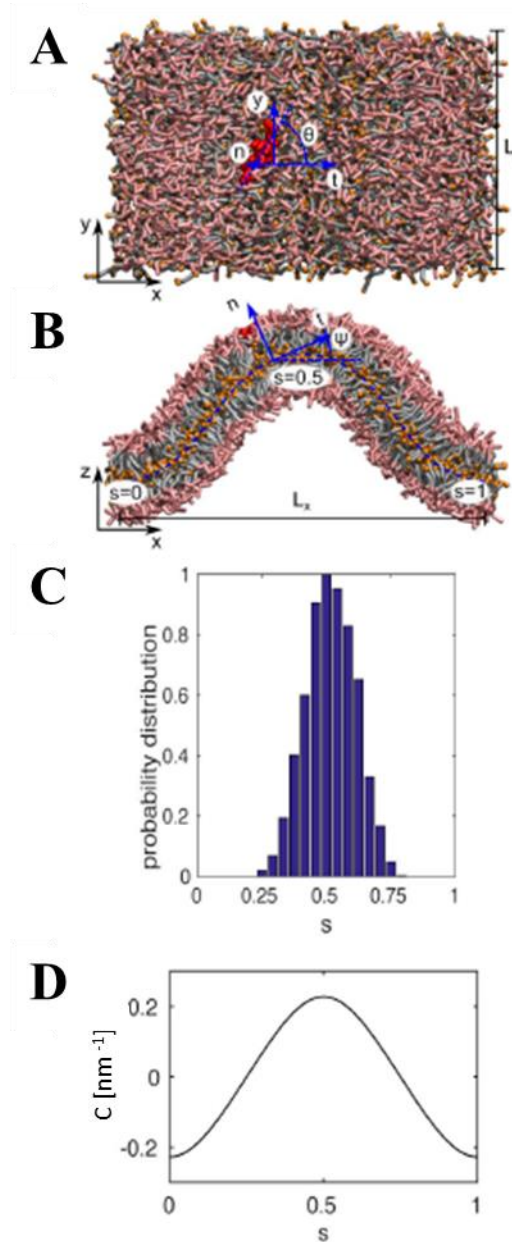 A
y
θ
n
t
L
y
x
B
n
t
ψ
s=0.5
z
s=0
s=1
Lₓ
x
C
probability distribution
1
0.8
0.6
0.4
0.2
0
0 0.25 0.5 0.75 1
s
D
C [nm⁻¹]
0.2
0
-0.2
0 0.5 1
s